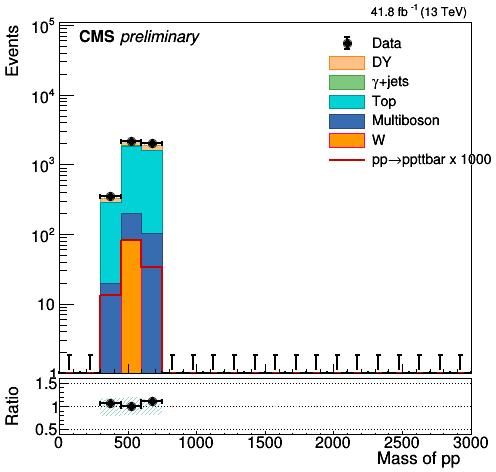 41.8 fb⁻¹ (13 TeV)
CMS preliminary
Events
10⁵
10⁴
10³
10²
10
1
Data
DY
γ+jets
Top
Multiboson
W
pp→ppttbar x 1000
Ratio
1.5
1
0.5
0 500 1000 1500 2000 2500 3000
Mass of pp